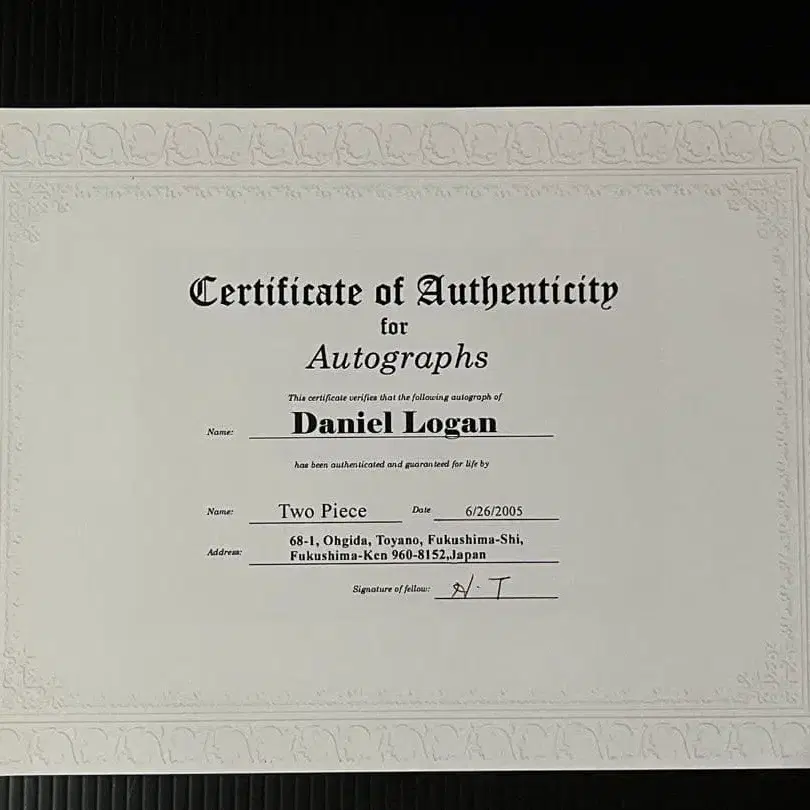 Certificate of Authenticity
for
Autographs
This certificate verifies that the following autograph of
Name: Daniel Logan
has been authenticated and guaranteed for life by
Name: Two Piece Date 6/26/2005
Address: 68-1, Ohgida, Toyano, Fukushima-Shi,
Fukushima-Ken 960-8152,Japan
Signature of fellow: H. T